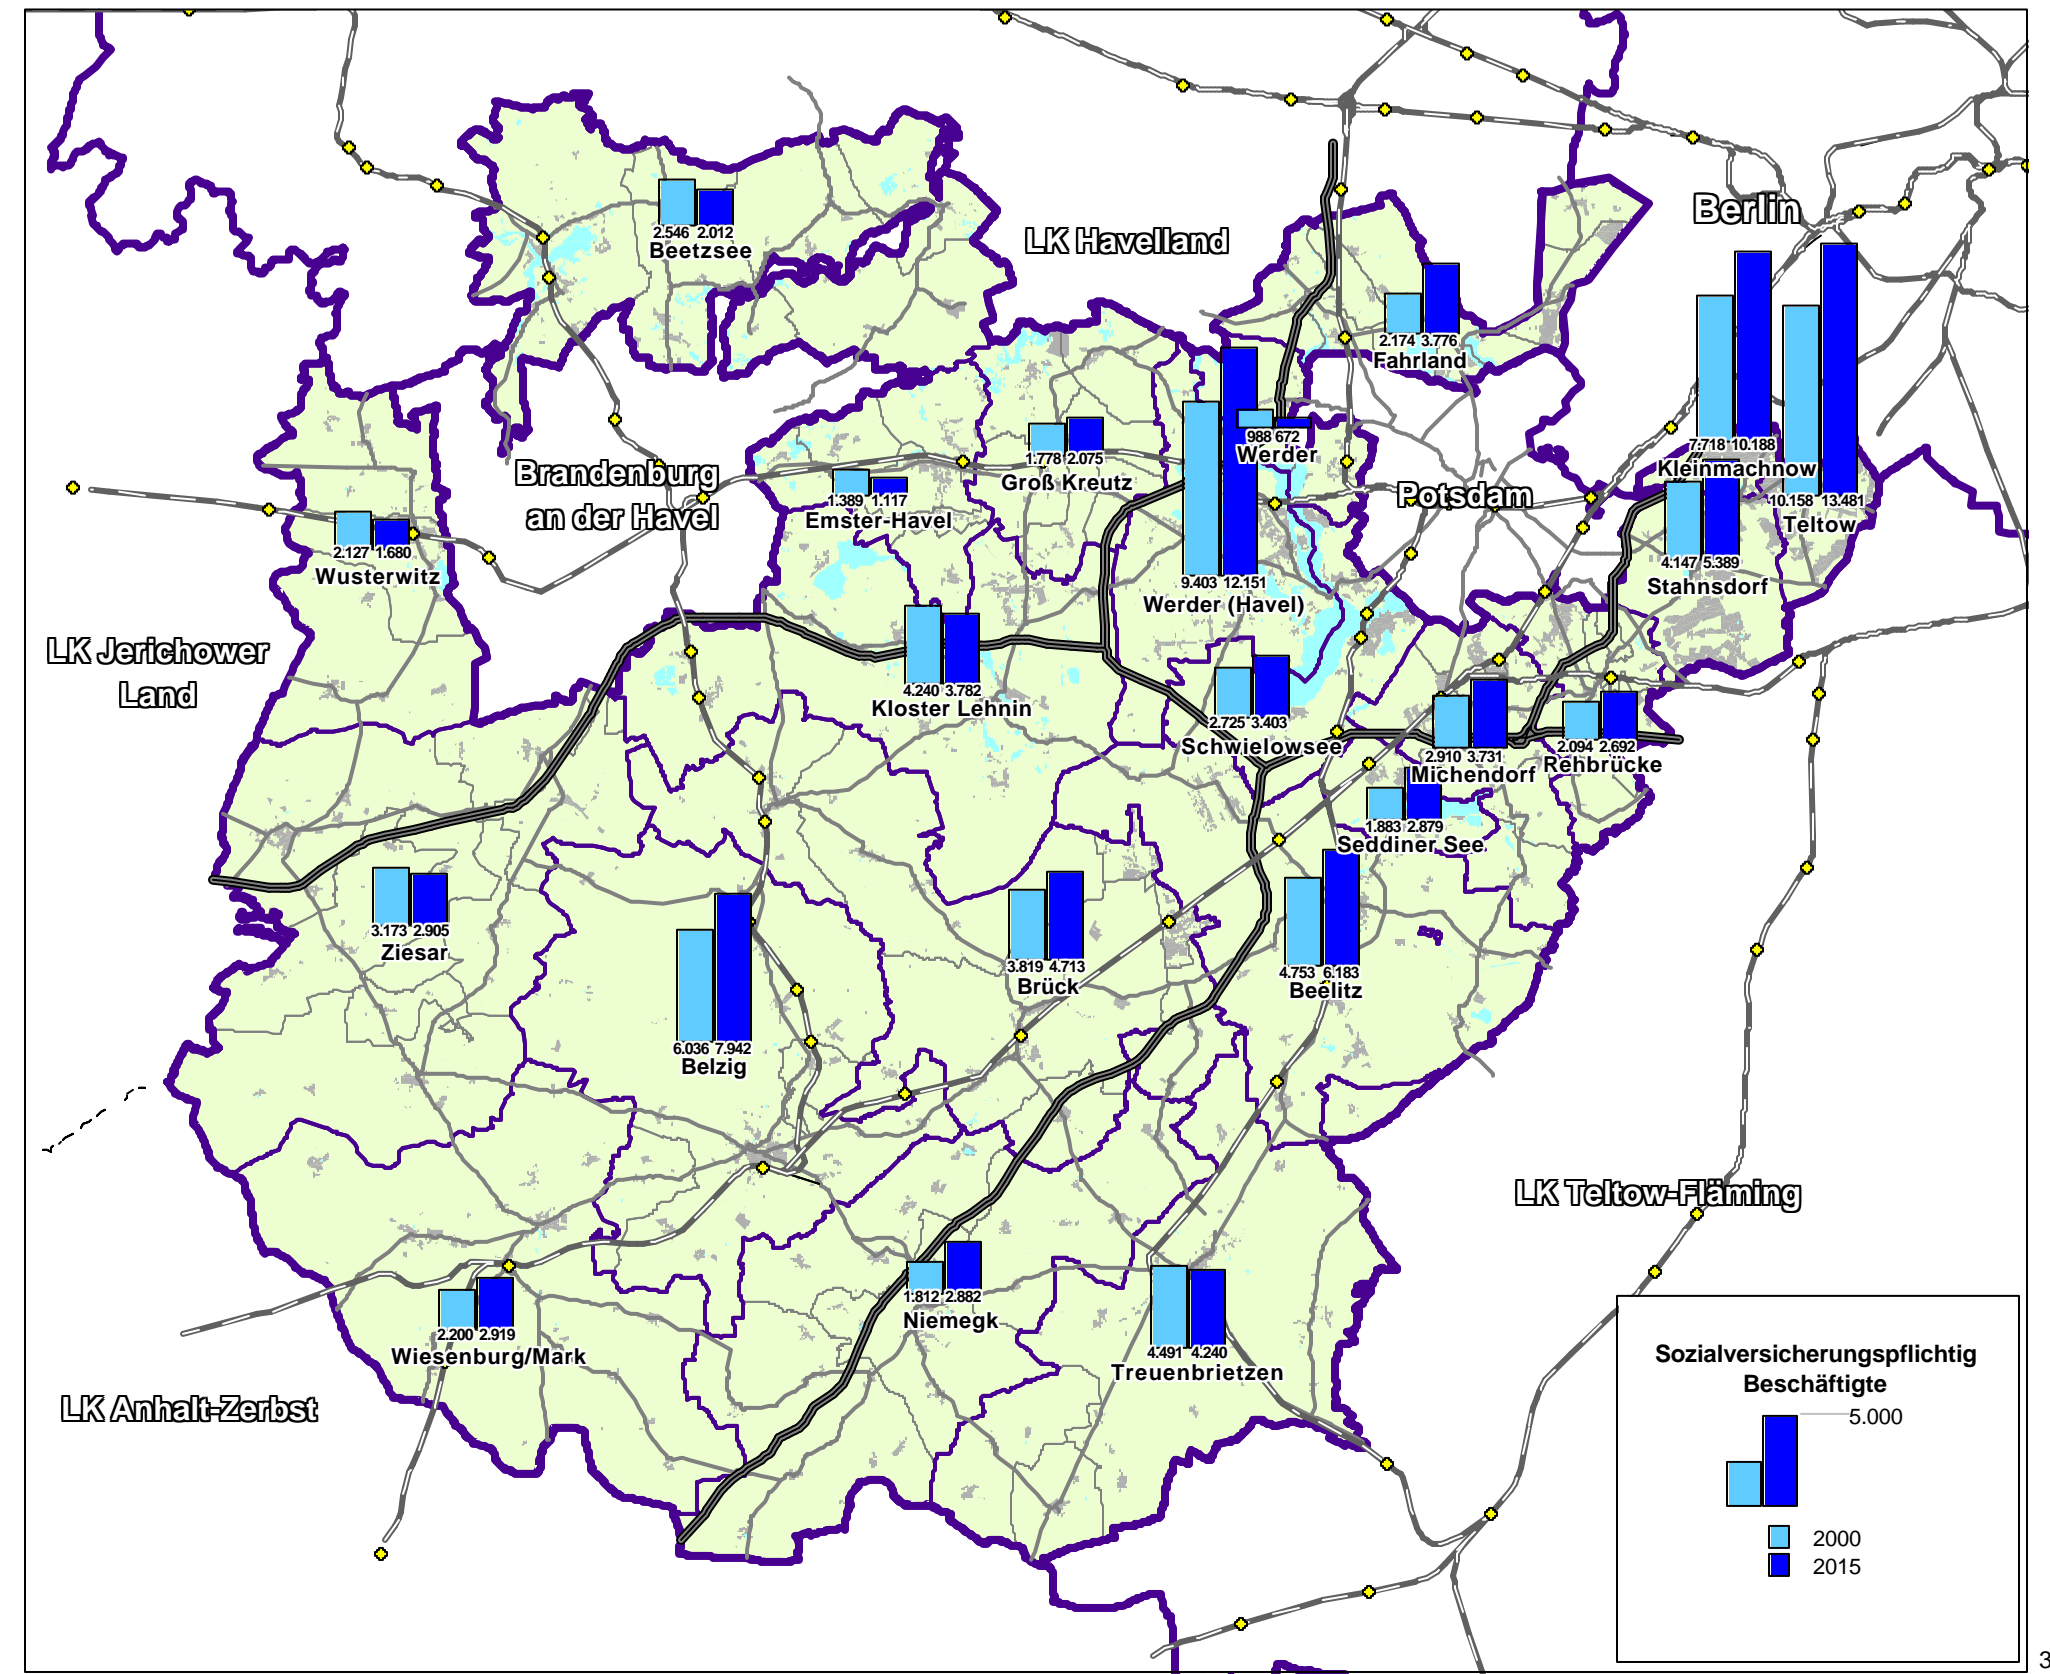 Berlin
2.546 2.012
Beetzsee
LK Havelland
2.174 3.776
Fahrland
7.718 10.188
Kleinmachnow
988 672
Werder
1.778 2.075
Groß Kreutz
Brandenburg
an der Havel
1.389 1.117
Emster-Havel
Potsdam
10.158 13.481
Teltow
2.127 1.680
Wusterwitz
4.147 5.389
Stahnsdorf
9.403 12.151
Werder (Havel)
LK Jerichower
Land
4.240 3.782
Kloster Lehnin
2.725 3.403
Schwielowsee
2.910 3.731
Michendorf
2.094 2.692
Rehbrücke
1.883 2.879
Seddiner See
3.173 2.905
Ziesar
3.819 4.713
Brück
4.753 6.183
Beelitz
6.036 7.942
Belzig
LK Teltow-Fläming
1.812 2.882
Niemegk
2.200 2.919
Wiesenburg/Mark
4.491 4.240
Treuenbrietzen
LK Anhalt-Zerbst
Sozialversicherungspflichtig
Beschäftigte
5.000
2000
2015
3